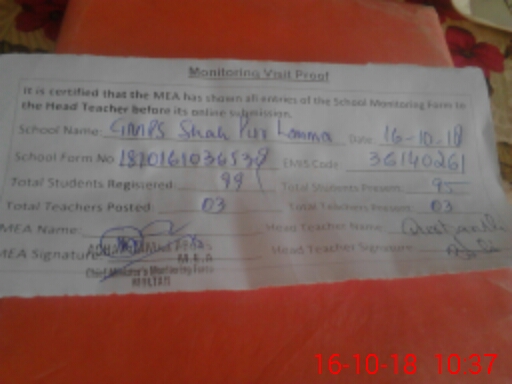 Monitoring Visit Proof
It is certified that the MEA has shown all entries of the School Monitoring Form to
the Head Teacher before its online submission.
School Name: GMPS Shah Pur Lomma Date 16-10-18
School Form No 1810161036538 EMIS Code 36140261
Total Students Registered: 99 Total Students Present: 95
Total Teachers Posted: 03 Total Teachers Present: 03
MEA Name: Head Teacher Name:
MEA Signature Head Teacher Signature
M.E.A
Chief Minister's Monitoring Force
MULTAN
16-10-18 10:37